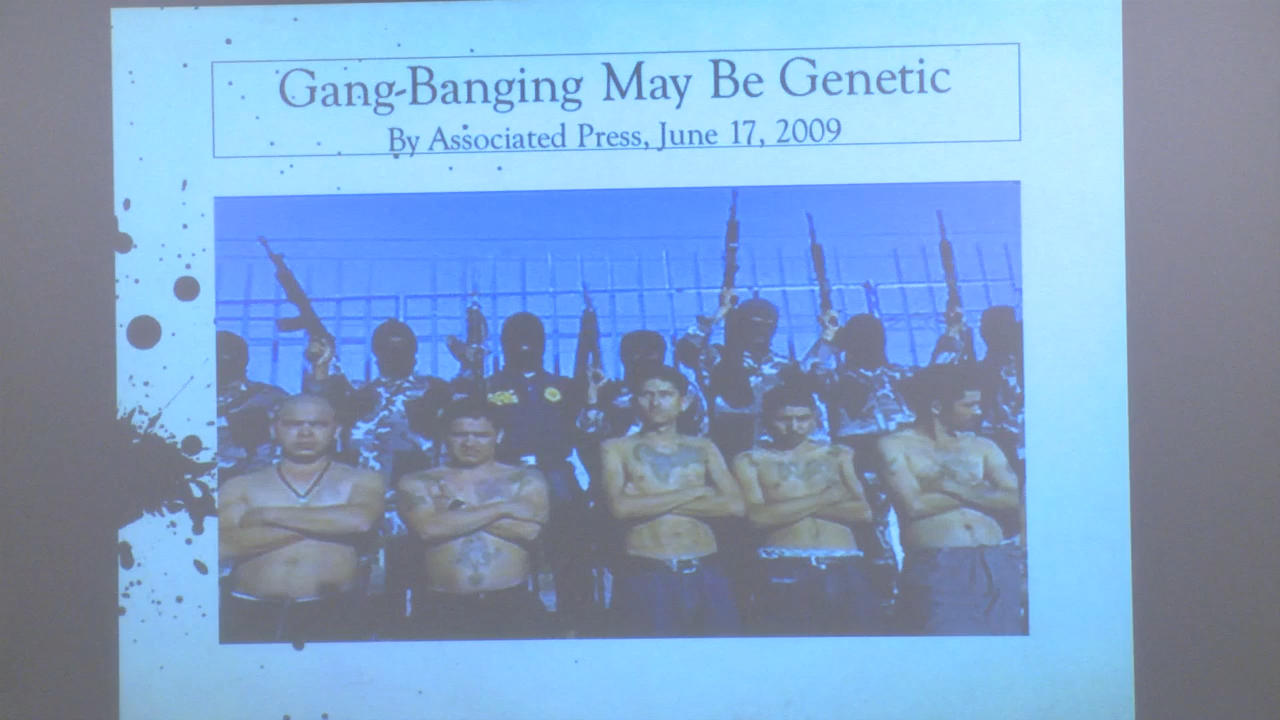 Gang-Banging May Be Genetic
By Associated Press, June 17, 2009